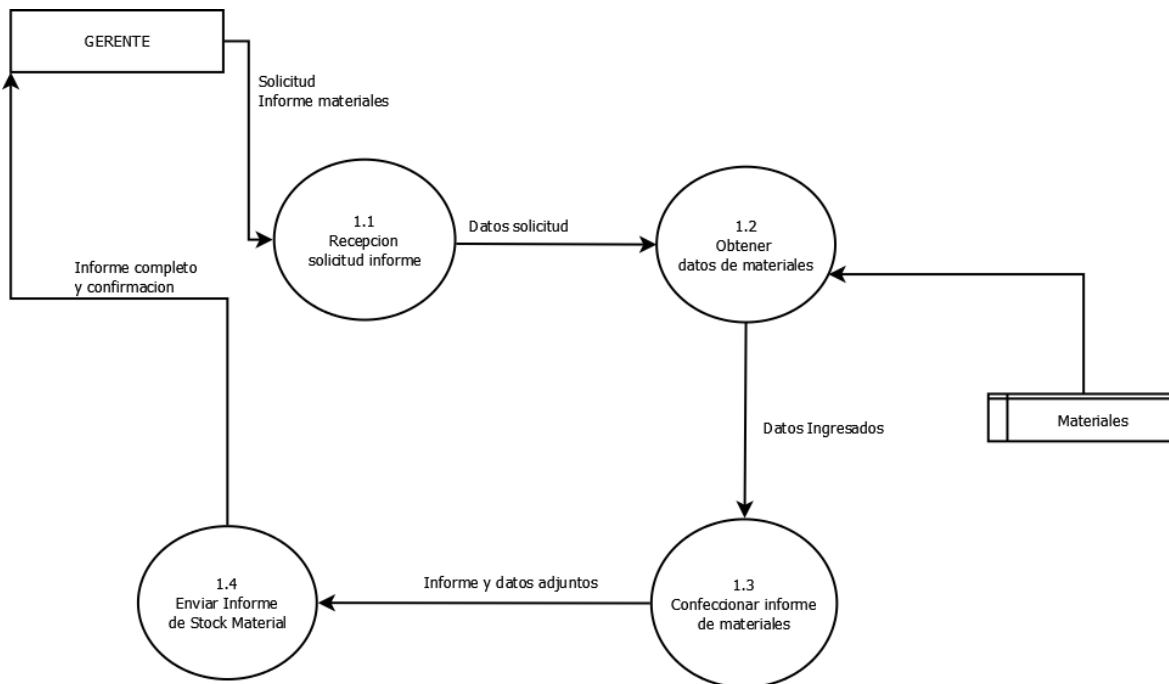 GERENTE
Solicitud
Informe materiales
1.1
Recepcion
solicitud informe
Datos solicitud
1.2
Obtener
datos de materiales
Informe completo
y confirmacion
Materiales
Datos Ingresados
1.4
Enviar Informe
de Stock Material
Informe y datos adjuntos
1.3
Confeccionar informe
de materiales